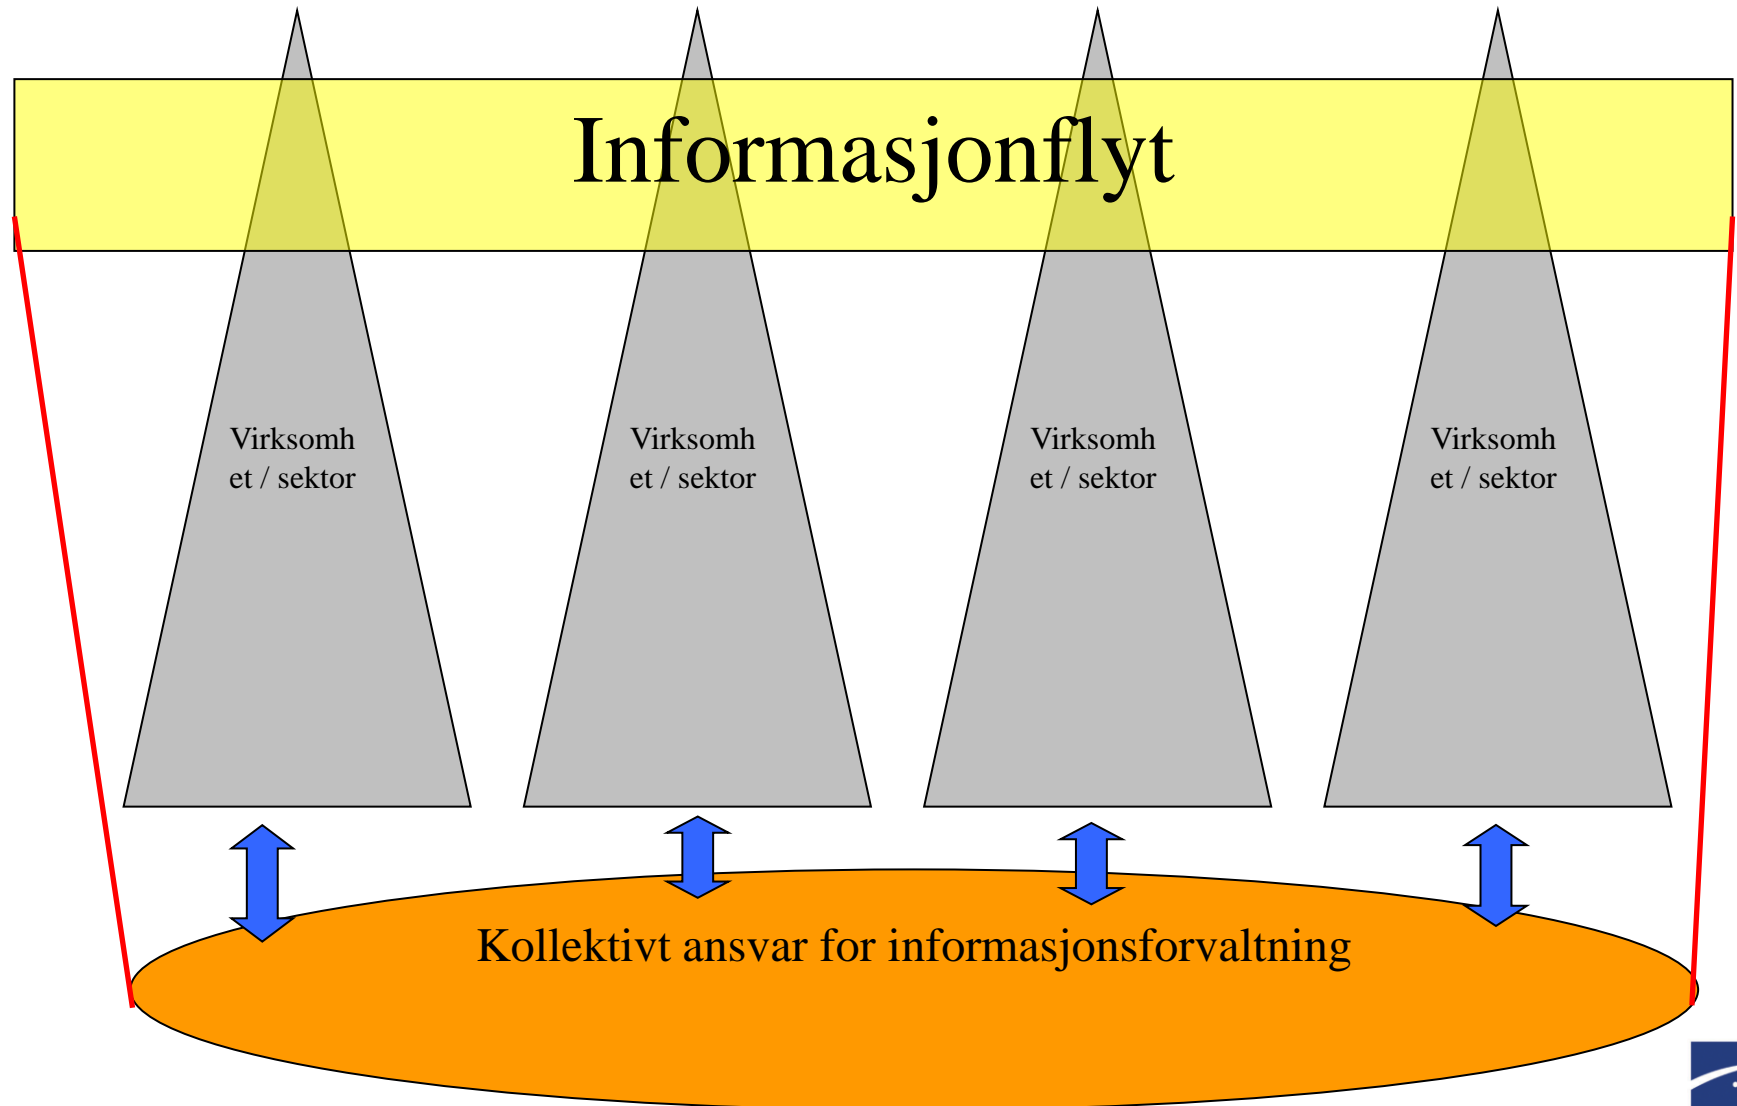 Informasjonflyt
Virksomh
et / sektor
Virksomh
et / sektor
Virksomh
et / sektor
Virksomh
et / sektor
Kollektivt ansvar for informasjonsforvaltning